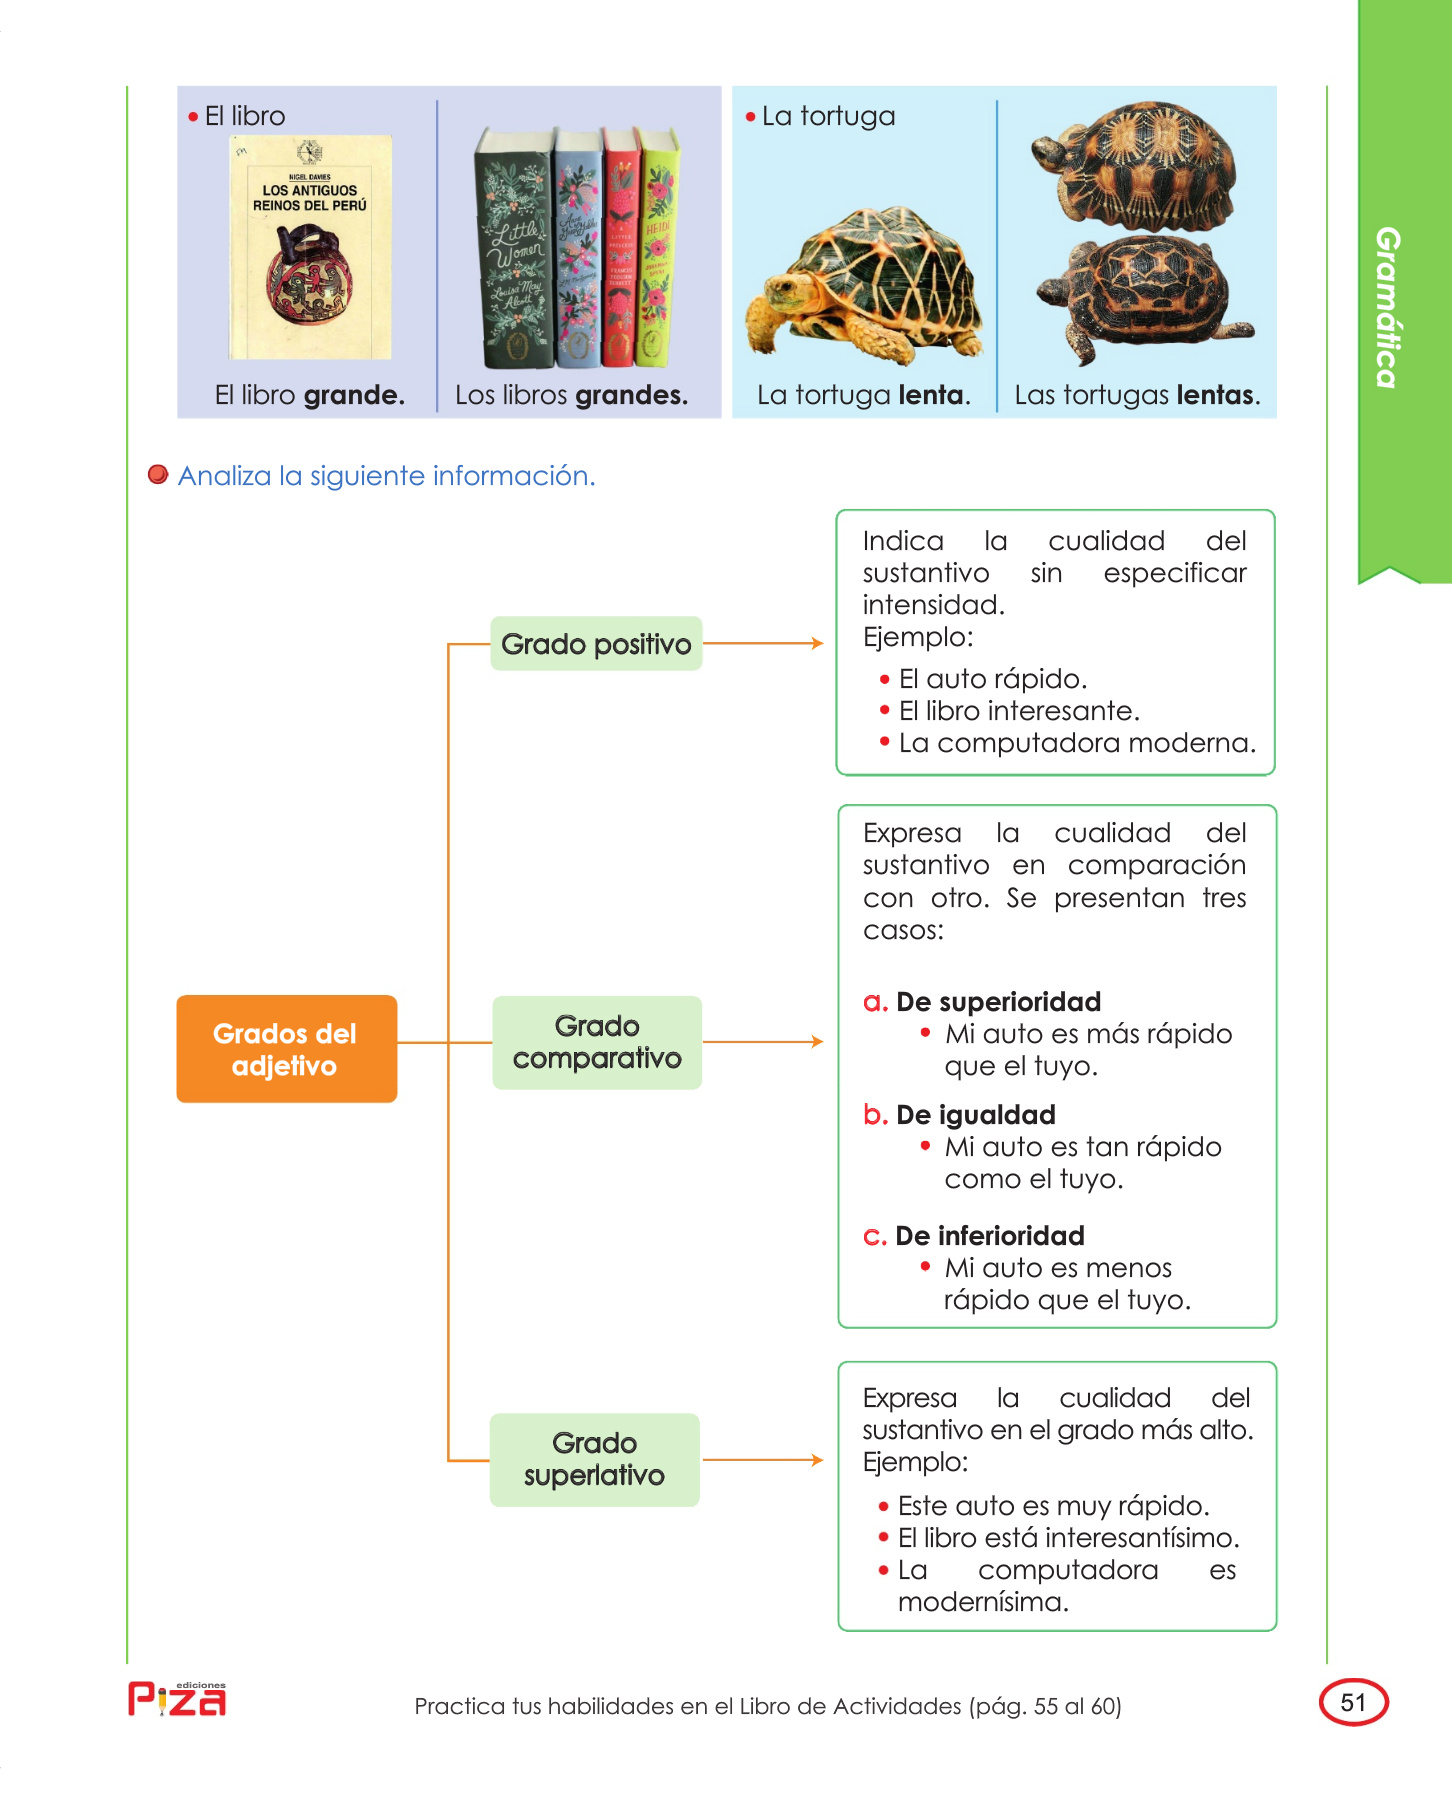 • El libro
NIGEL DAVIES
LOS ANTIGUOS
REINOS DEL PERÚ
Little
Women
Louisa May
Alcott
A
LITTLE
PRINCESS
FRANCES
HODGSON
BURNETT
HEIDI
El libro grande.
Los libros grandes.
• La tortuga
La tortuga lenta.
Las tortugas lentas.
Gramática
Analiza la siguiente información.
Grados del
adjetivo
Grado positivo
Indica la cualidad del
sustantivo sin especificar
intensidad.
Ejemplo:
• El auto rápido.
• El libro interesante.
• La computadora moderna.
Grado
comparativo
Expresa la cualidad del
sustantivo en comparación
con otro. Se presentan tres
casos:
a. De superioridad
• Mi auto es más rápido
que el tuyo.
b. De igualdad
• Mi auto es tan rápido
como el tuyo.
c. De inferioridad
• Mi auto es menos
rápido que el tuyo.
Grado
superlativo
Expresa la cualidad del
sustantivo en el grado más alto.
Ejemplo:
• Este auto es muy rápido.
• El libro está interesantísimo.
• La computadora es
modernísima.
ediciones
Piza
Practica tus habilidades en el Libro de Actividades (pág. 55 al 60)
51